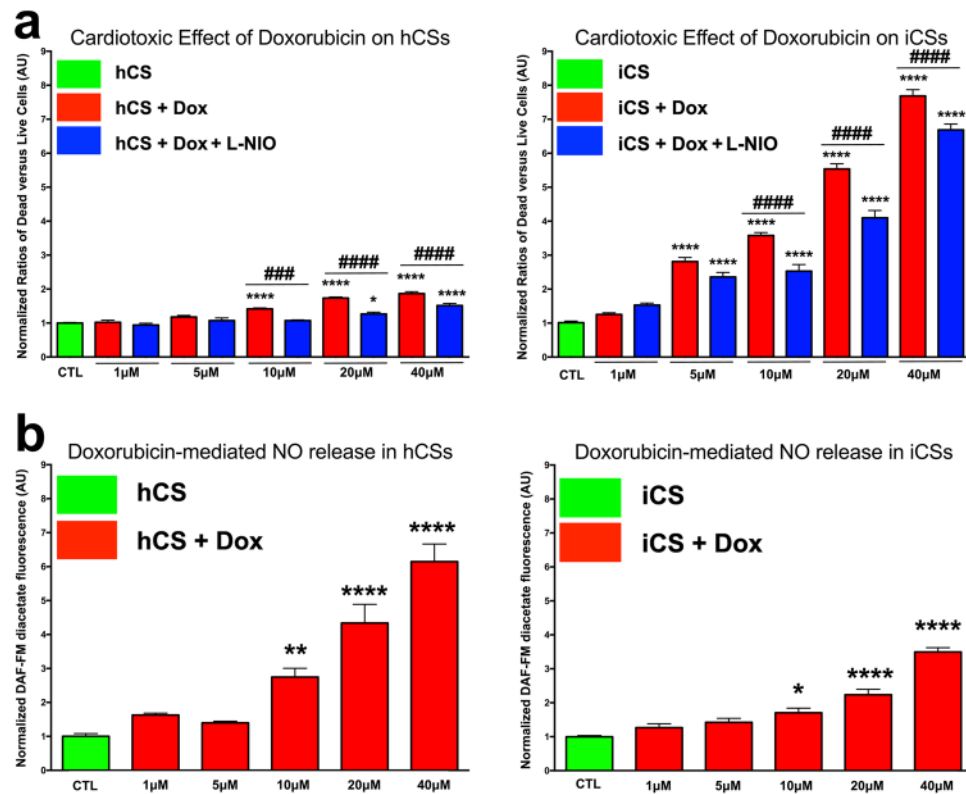 a
Cardiotoxic Effect of Doxorubicin on hCSs
Normalized Ratios of Dead versus Live Cells (AU)
9
8
7
6
5
4
3
2
1
0
hCS
hCS + Dox
hCS + Dox + L-NIO
###
####
####
****
****
*
****
****
CTL
1µM
5µM
10µM
20µM
40µM
Cardiotoxic Effect of Doxorubicin on iCSs
Normalized Ratios of Dead versus Live Cells (AU)
9
8
7
6
5
4
3
2
1
0
iCS
iCS + Dox
iCS + Dox + L-NIO
####
####
####
****
****
****
****
****
****
****
****
CTL
1µM
5µM
10µM
20µM
40µM
b
Doxorubicin-mediated NO release in hCSs
Normalized DAF-FM diacetate fluorescence (AU)
9
8
7
6
5
4
3
2
1
0
hCS
hCS + Dox
**
****
****
CTL
1µM
5µM
10µM
20µM
40µM
Doxorubicin-mediated NO release in iCSs
Normalized DAF-FM diacetate fluorescence (AU)
9
8
7
6
5
4
3
2
1
0
iCS
iCS + Dox
*
****
****
CTL
1µM
5µM
10µM
20µM
40µM